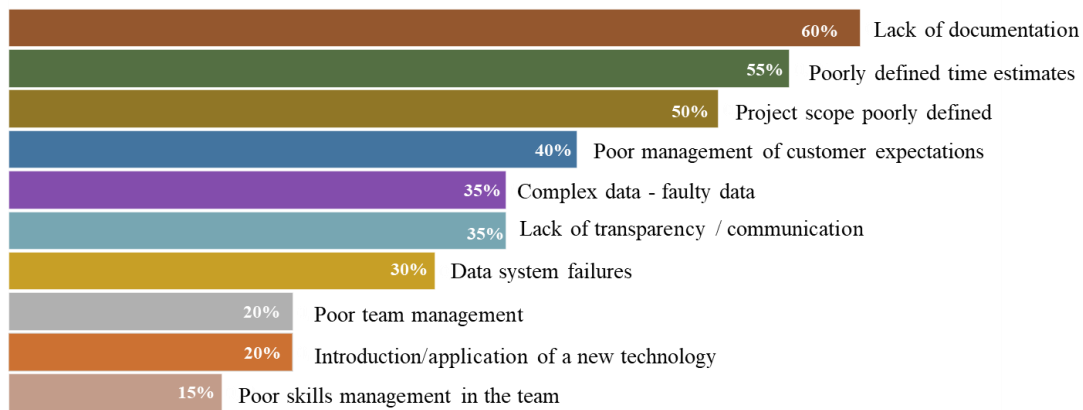 60% Lack of documentation
55% Poorly defined time estimates
50% Project scope poorly defined
40% Poor management of customer expectations
35% Complex data - faulty data
35% Lack of transparency / communication
30% Data system failures
20% Poor team management
20% Introduction/application of a new technology
15% Poor skills management in the team